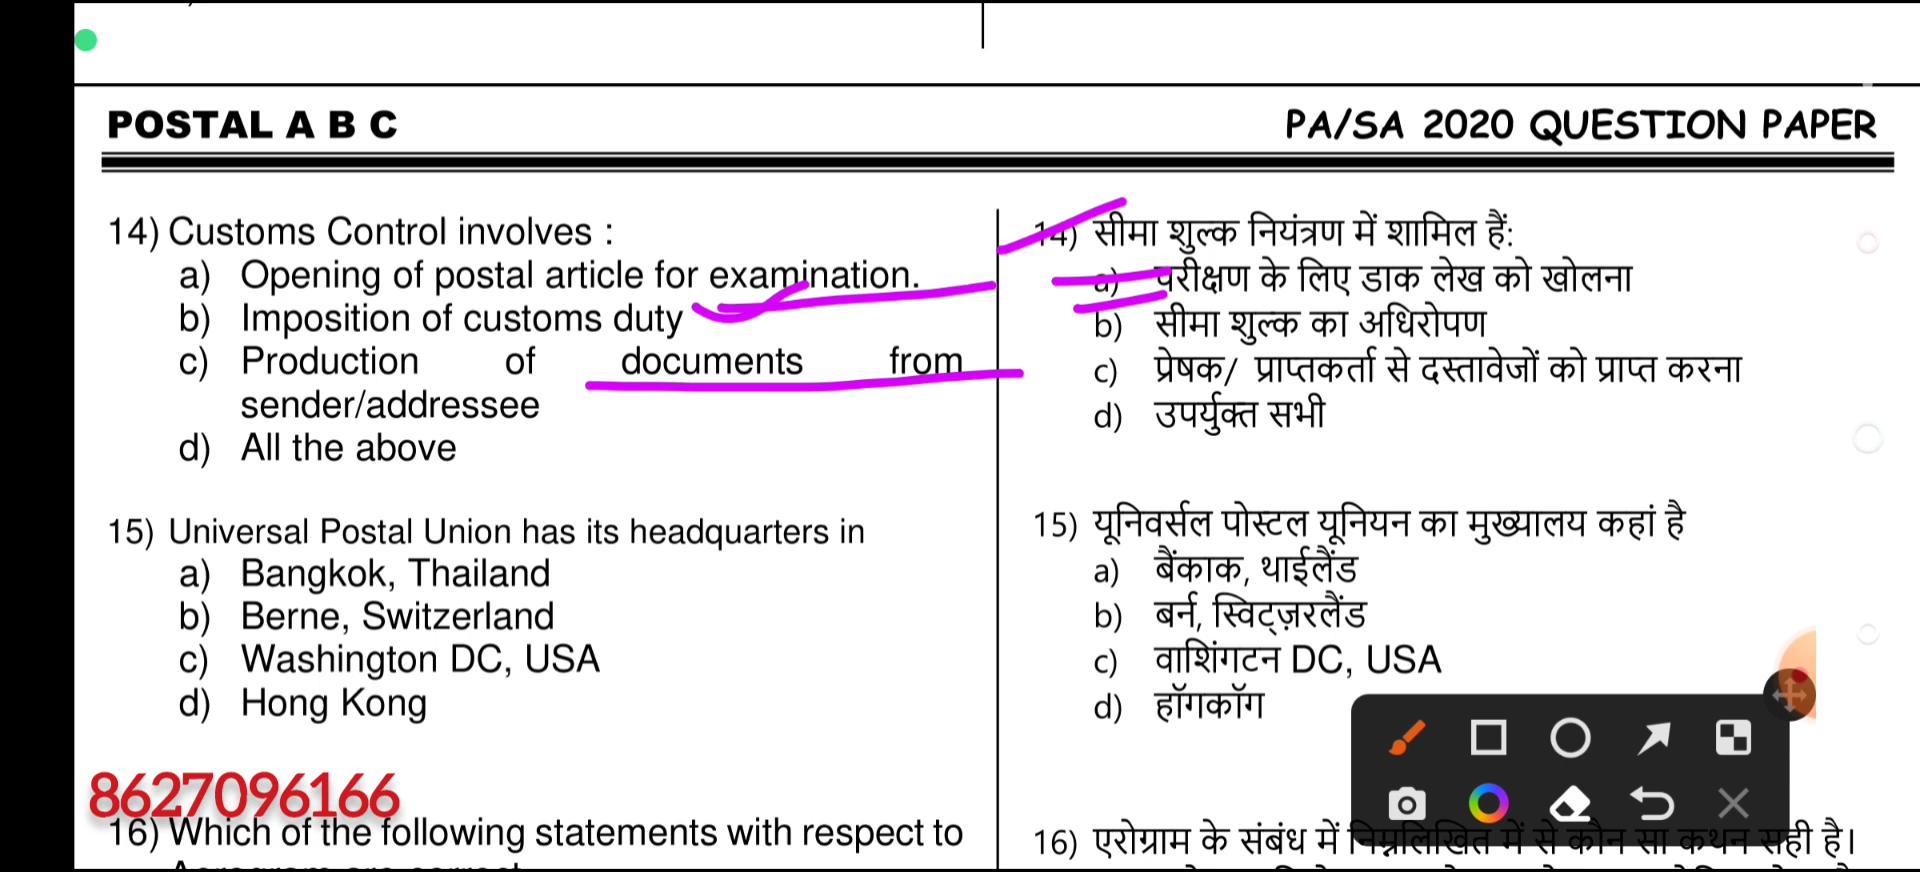 POSTAL A B C
PA/SA 2020 QUESTION PAPER
14) Customs Control involves :
a) Opening of postal article for examination.
b) Imposition of customs duty
c) Production of documents from
sender/addressee
d) All the above
15) Universal Postal Union has its headquarters in
a) Bangkok, Thailand
b) Berne, Switzerland
c) Washington DC, USA
d) Hong Kong
8627096166
16) Which of the following statements with respect to
14) सीमा शुल्क नियंत्रण में शामिल हैं:
a) परीक्षण के लिए डाक लेख को खोलना
b) सीमा शुल्क का अधिरोपण
c) प्रेषक/ प्राप्तकर्ता से दस्तावेजों को प्राप्त करना
d) उपर्युक्त सभी
15) यूनिवर्सल पोस्टल यूनियन का मुख्यालय कहां है
a) बैंकाक, थाईलैंड
b) बर्न, स्विट्ज़रलैंड
c) वाशिंगटन DC, USA
d) हॉगकॉग
16) एरोग्राम के संबंध में निम्नलिखित में से कौन सा कथन सही है।